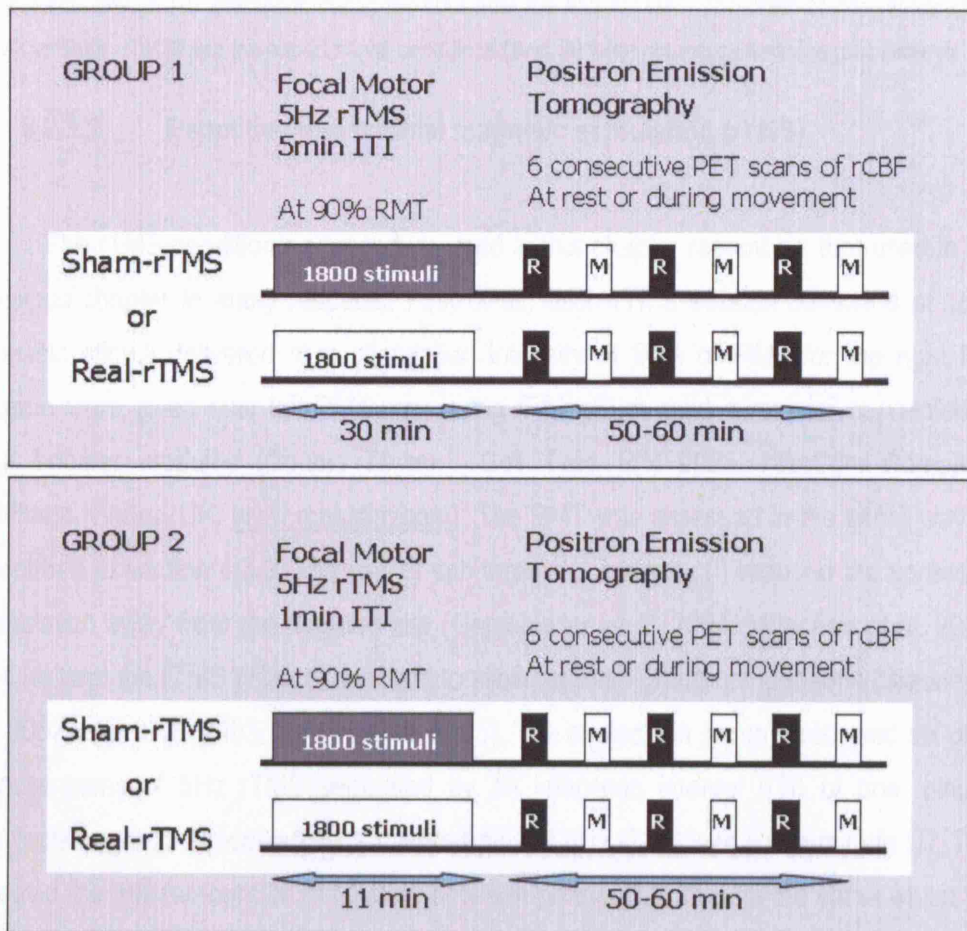 GROUP 1
Focal Motor
5Hz rTMS
5min ITI
At 90% RMT
Positron Emission
Tomography
6 consecutive PET scans of rCBF
At rest or during movement
Sham-rTMS
1800 stimuli
R M R M R M
or
Real-rTMS
1800 stimuli
R M R M R M
30 min
50-60 min
GROUP 2
Focal Motor
5Hz rTMS
1min ITI
At 90% RMT
Positron Emission
Tomography
6 consecutive PET scans of rCBF
At rest or during movement
Sham-rTMS
1800 stimuli
R M R M R M
or
Real-rTMS
1800 stimuli
R M R M R M
11 min
50-60 min